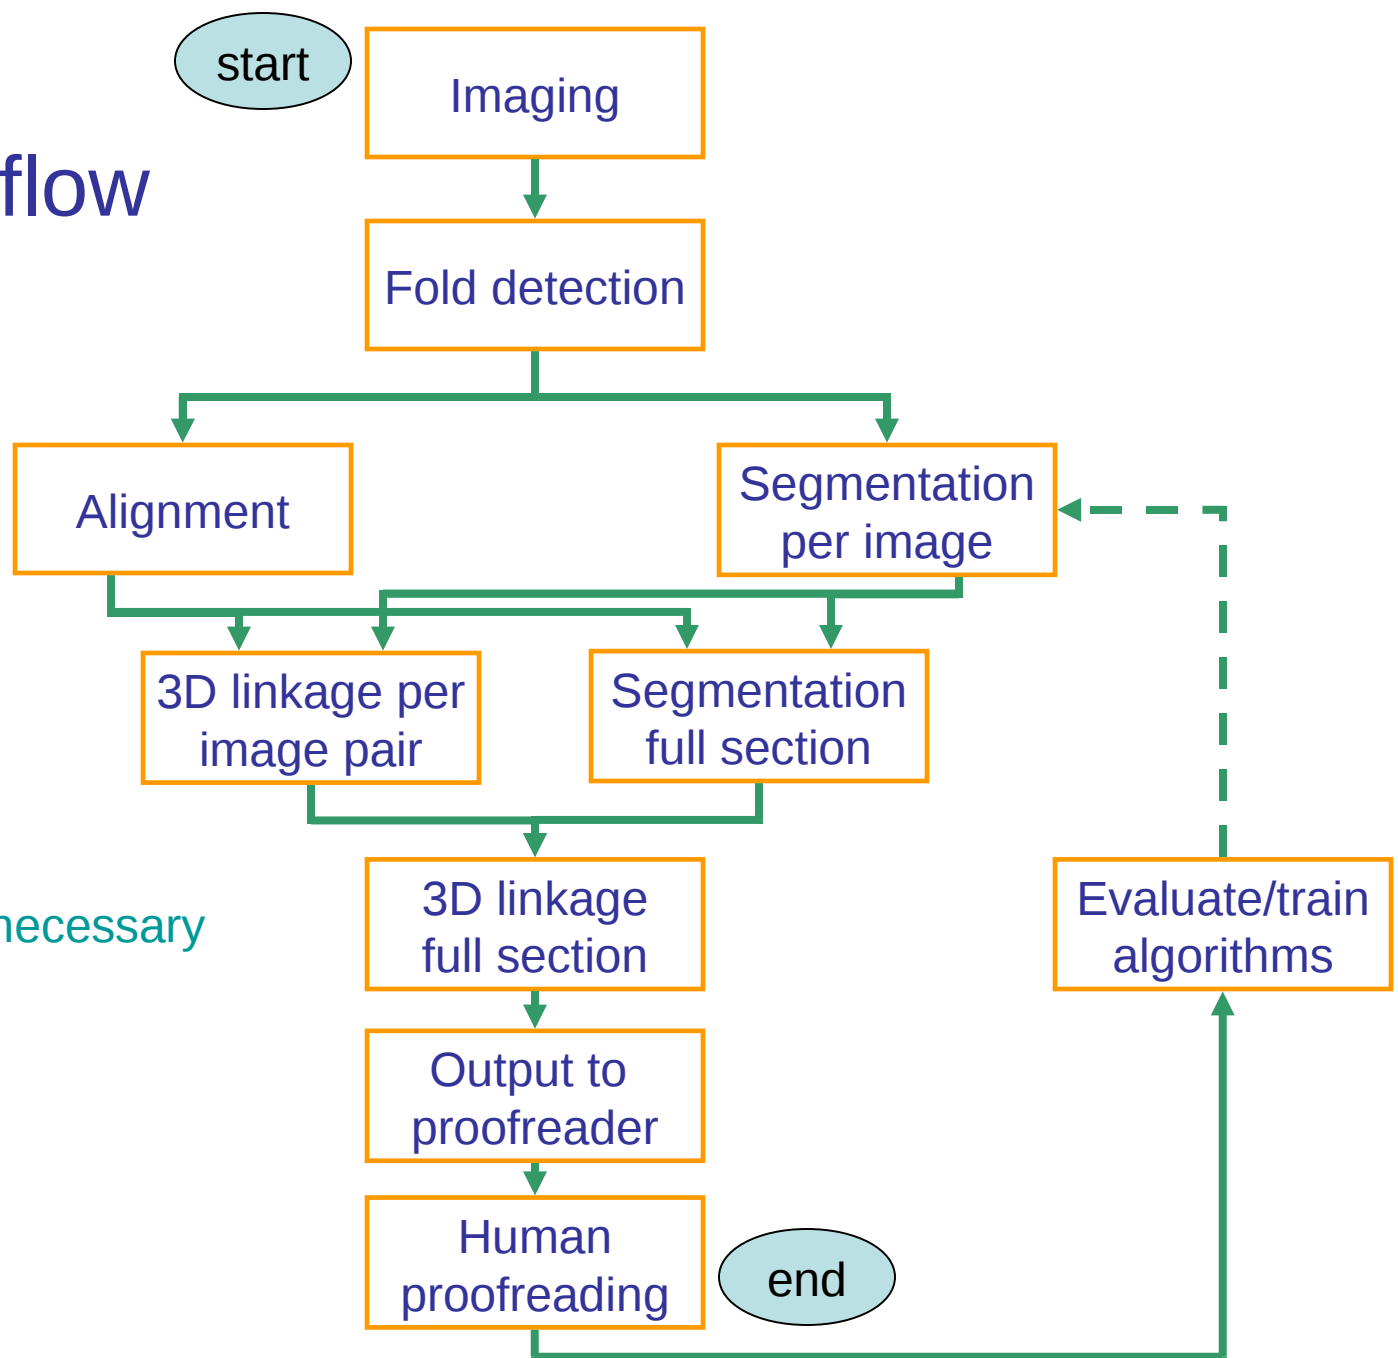 start
Imaging
flow
Fold detection
Alignment
Segmentation
per image
3D linkage per
image pair
Segmentation
full section
3D linkage
full section
necessary
Evaluate/train
algorithms
Output to
proofreader
Human
proofreading
end